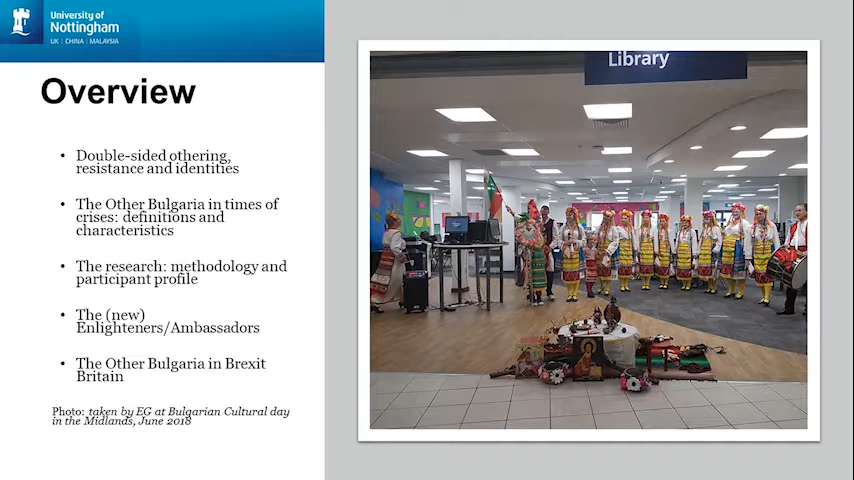 University of
Nottingham
UK | CHINA | MALAYSIA
Overview
• Double-sided othering,
resistance and identities
• The Other Bulgaria in times of
crises: definitions and
characteristics
• The research: methodology and
participant profile
• The (new)
Enlighteners/Ambassadors
• The Other Bulgaria in Brexit
Britain
Photo: taken by EG at Bulgarian Cultural day
in the Midlands, June 2018
Library